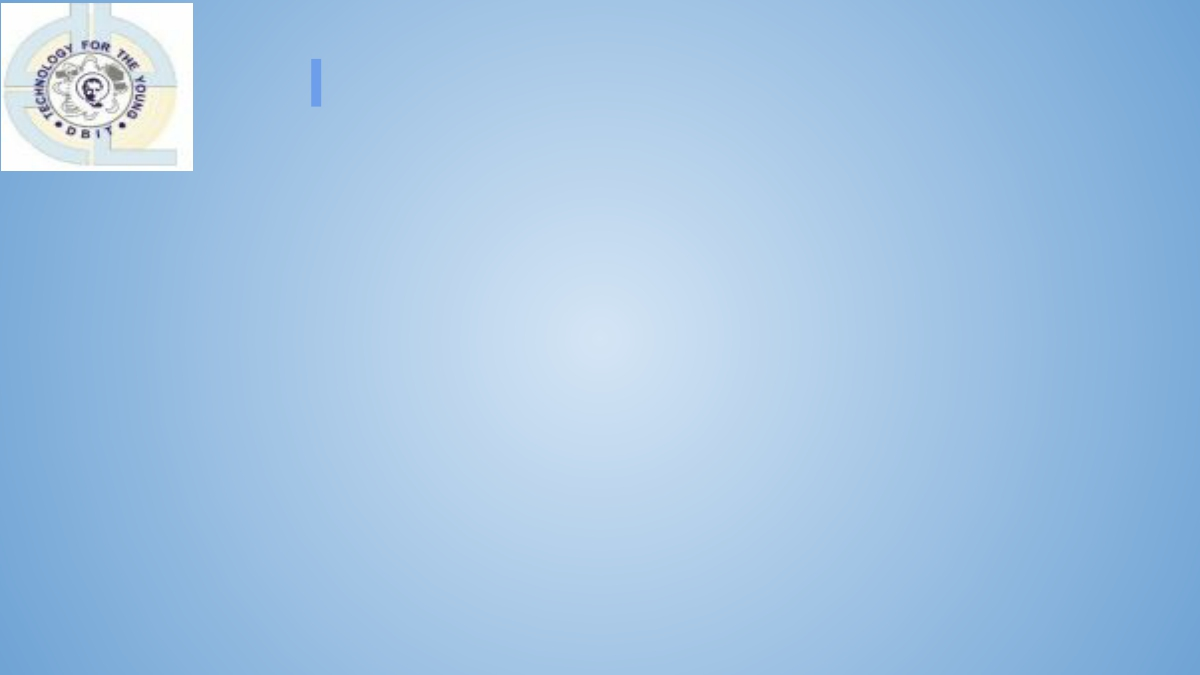 TECHNOLOGY FOR THE YOUNG
• DBIT •